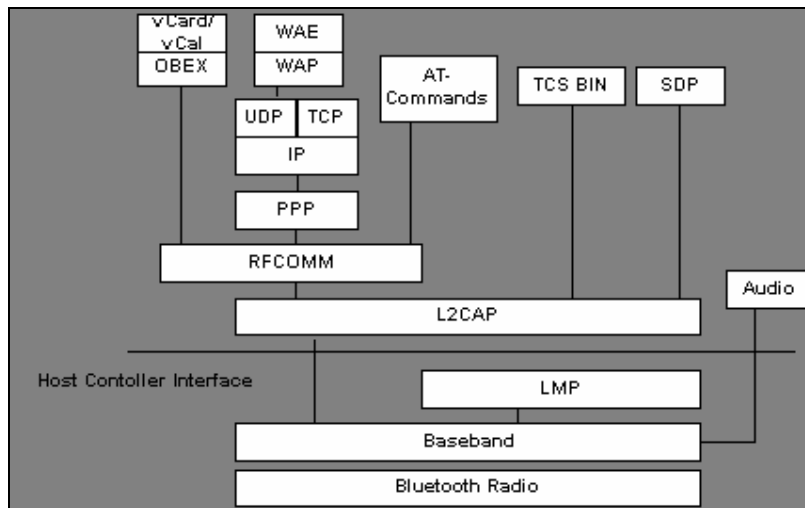 vCard/
vCal
OBEX
WAE
WAP
UDP
TCP
IP
PPP
AT-
Commands
TCS BIN
SDP
RFCOMM
Audio
L2CAP
Host Contoller Interface
LMP
Baseband
Bluetooth Radio